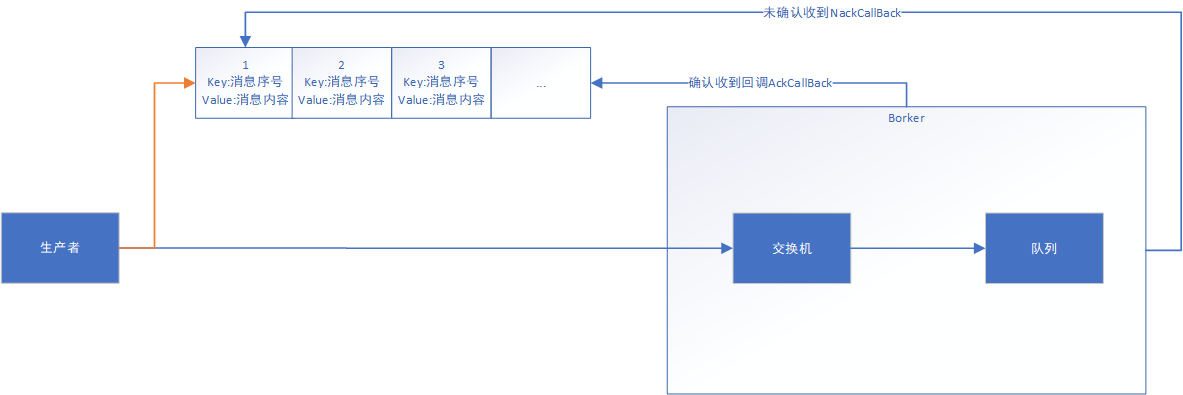 未确认收到NackCallBack
1
Key:消息序号
Value:消息内容
2
Key:消息序号
Value:消息内容
3
Key:消息序号
Value:消息内容
...
确认收到回调AckCallBack
Borker
生产者
交换机
队列